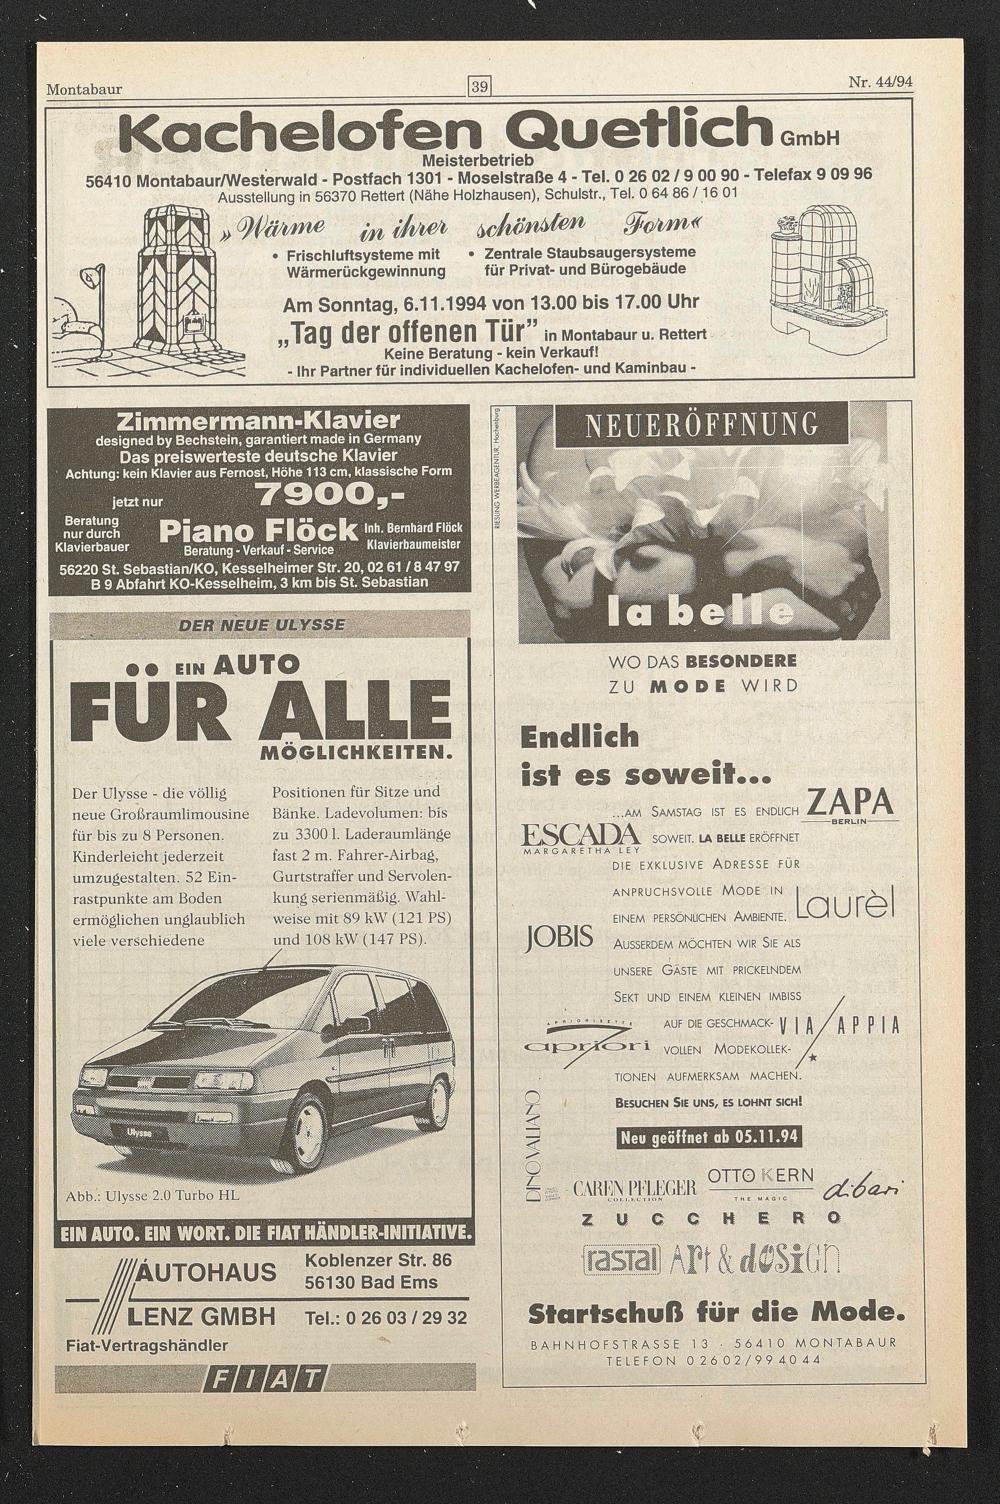 Montabaur
39
Nr. 44/94
Kachelofen Quetlich GmbH
Meisterbetrieb
56410 Montabaur/Westerwald - Postfach 1301 - Moselstraße 4 - Tel. 0 26 02 / 9 00 90 - Telefax 9 09 96
Ausstellung in 56370 Rettert (Nähe Holzhausen), Schulstr., Tel. 0 64 86 / 16 01
» Wärme in ihrer schönsten Form«
• Frischluftsysteme mit
Wärmerückgewinnung
• Zentrale Staubsaugersysteme
für Privat- und Bürogebäude
Am Sonntag, 6.11.1994 von 13.00 bis 17.00 Uhr
„Tag der offenen Tür” in Montabaur u. Rettert
Keine Beratung - kein Verkauf!
- Ihr Partner für individuellen Kachelofen- und Kaminbau -
Zimmermann-Klavier
designed by Bechstein, garantiert made in Germany
Das preiswerteste deutsche Klavier
Achtung: kein Klavier aus Fernost, Höhe 113 cm, klassische Form
jetzt nur 7900,-
Beratung
nur durch
Klavierbauer
Piano Flöck
Beratung - Verkauf - Service
Inh. Bernhard Flöck
Klavierbaumeister
56220 St. Sebastian/KO, Kesselheimer Str. 20, 02 61 / 8 47 97
B 9 Abfahrt KO-Kesselheim, 3 km bis St. Sebastian
DER NEUE ULYSSE
EIN AUTO
FÜR ALLE
MÖGLICHKEITEN.
Der Ulysse - die völlig
neue Großraumlimousine
für bis zu 8 Personen.
Kinderleicht jederzeit
umzugestalten. 52 Ein-
rastpunkte am Boden
ermöglichen unglaublich
viele verschiedene
Positionen für Sitze und
Bänke. Ladevolumen: bis
zu 3300 l. Laderaumlänge
fast 2 m. Fahrer-Airbag,
Gurtstraffer und Servolen-
kung serienmäßig. Wahl-
weise mit 89 kW (121 PS)
und 108 kW (147 PS).
Ulysse
Abb.: Ulysse 2.0 Turbo HL
EIN AUTO. EIN WORT. DIE FIAT HÄNDLER-INITIATIVE.
AUTOHAUS
LENZ GMBH
Koblenzer Str. 86
56130 Bad Ems
Tel.: 0 26 03 / 29 32
Fiat-Vertragshändler
FIAT
RIESLING WERBEAGENTUR, Hachenburg
NEUERÖFFNUNG
la belle
WO DAS BESONDERE
ZU MODE WIRD
Endlich
ist es soweit...
...AM SAMSTAG IST ES ENDLICH
SOWEIT. LA BELLE ERÖFFNET
DIE EXKLUSIVE ADRESSE FÜR
ANPRUCHSVOLLE MODE IN
EINEM PERSÖNLICHEN AMBIENTE.
AUSSERDEM MÖCHTEN WIR SIE ALS
UNSERE GÄSTE MIT PRICKELNDEM
SEKT UND EINEM KLEINEN IMBISS
AUF DIE GESCHMACK-
VOLLEN MODEKOLLEK-
TIONEN AUFMERKSAM MACHEN.
BESUCHEN SIE UNS, ES LOHNT SICH!
Neu geöffnet ab 05.11.94
ZAPA
BERLIN
ESCADA
MARGARETHA LEY
Laurèl
JOBIS
apriori
VIA APPIA
DINO VALIANO
CAREN PFLEGER
COLLECTION
OTTO KERN
THE MAGIC
dibari
ZUCCHERO
rastal Art & design
Startschuß für die Mode.
BAHNHOFSTRASSE 13 · 56410 MONTABAUR
TELEFON 02602/994044